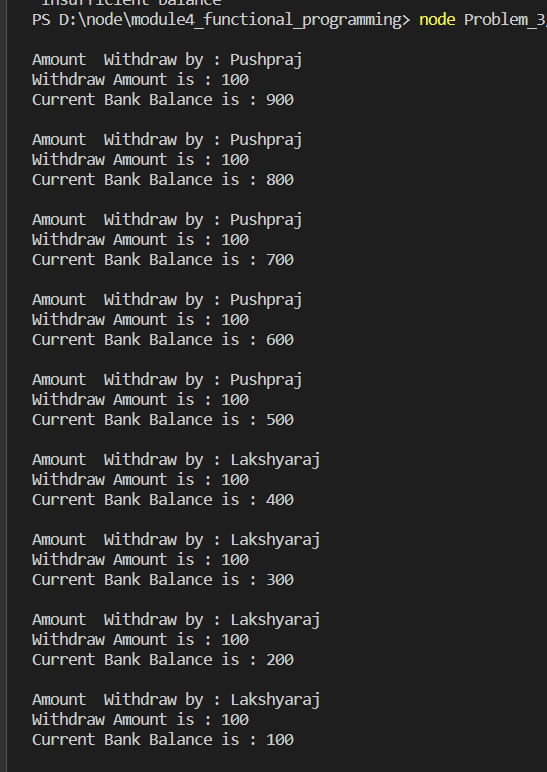 insufficient balance
PS D:\node\module4_functional_programming> node Problem_3
Amount  Withdraw by : Pushpraj
Withdraw Amount is : 100
Current Bank Balance is : 900
Amount  Withdraw by : Pushpraj
Withdraw Amount is : 100
Current Bank Balance is : 800
Amount  Withdraw by : Pushpraj
Withdraw Amount is : 100
Current Bank Balance is : 700
Amount  Withdraw by : Pushpraj
Withdraw Amount is : 100
Current Bank Balance is : 600
Amount  Withdraw by : Pushpraj
Withdraw Amount is : 100
Current Bank Balance is : 500
Amount  Withdraw by : Lakshyaraj
Withdraw Amount is : 100
Current Bank Balance is : 400
Amount  Withdraw by : Lakshyaraj
Withdraw Amount is : 100
Current Bank Balance is : 300
Amount  Withdraw by : Lakshyaraj
Withdraw Amount is : 100
Current Bank Balance is : 200
Amount  Withdraw by : Lakshyaraj
Withdraw Amount is : 100
Current Bank Balance is : 100